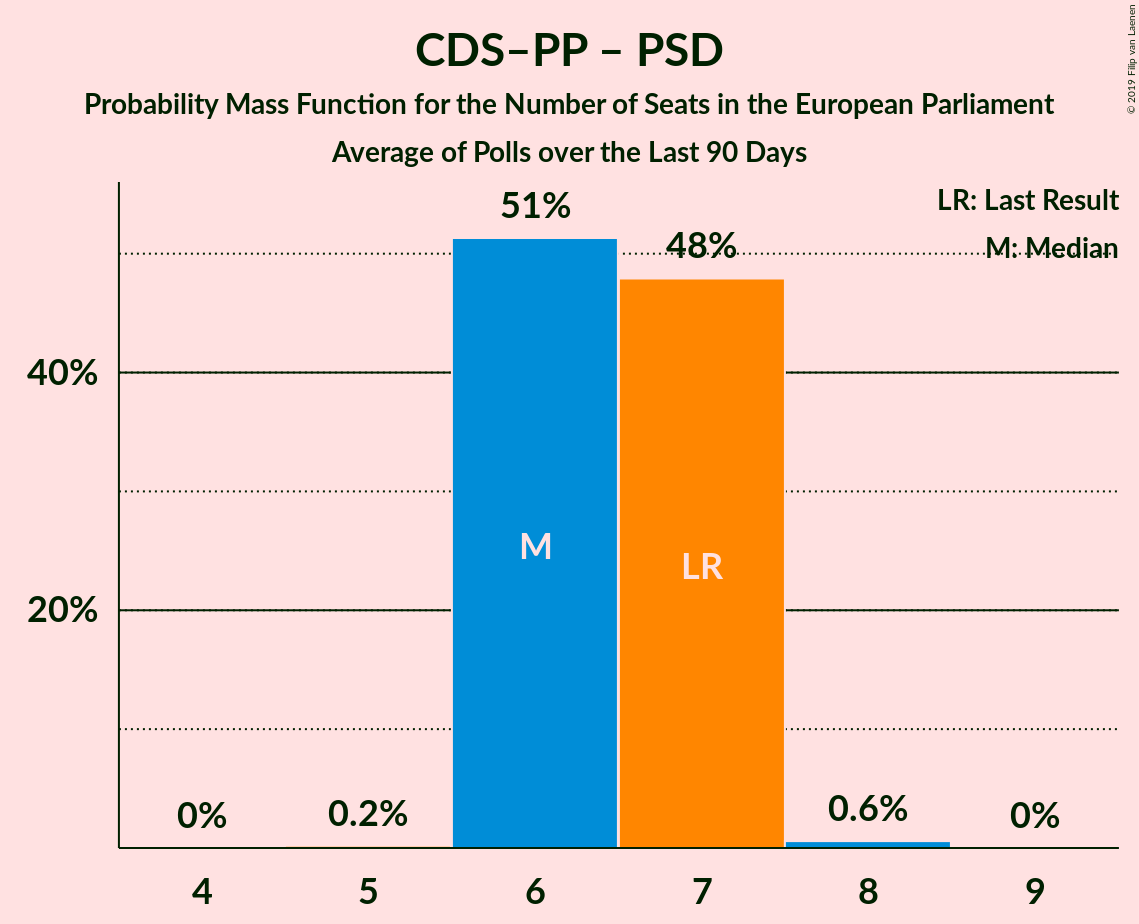 CDS–PP – PSD
Probability Mass Function for the Number of Seats in the European Parliament
Average of Polls over the Last 90 Days
© 2019 Filip van Laenen
LR: Last Result
M: Median
51%
48%
40%
20%
M
LR
0%
0.2%
0.6%
0%
4 5 6 7 8 9